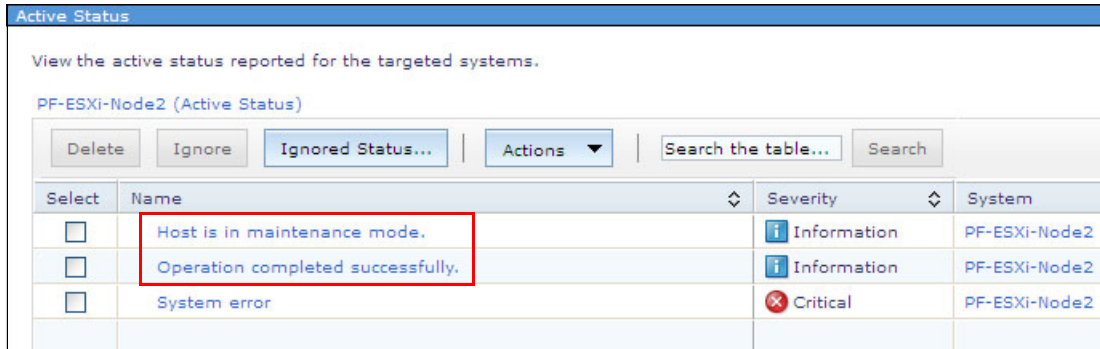 Active Status
View the active status reported for the targeted systems.
PF-ESXi-Node2 (Active Status)
Delete Ignore Ignored Status... Actions Search the table... Search
Select Name Severity System
Host is in maintenance mode. Information PF-ESXi-Node2
Operation completed successfully. Information PF-ESXi-Node2
System error Critical PF-ESXi-Node2